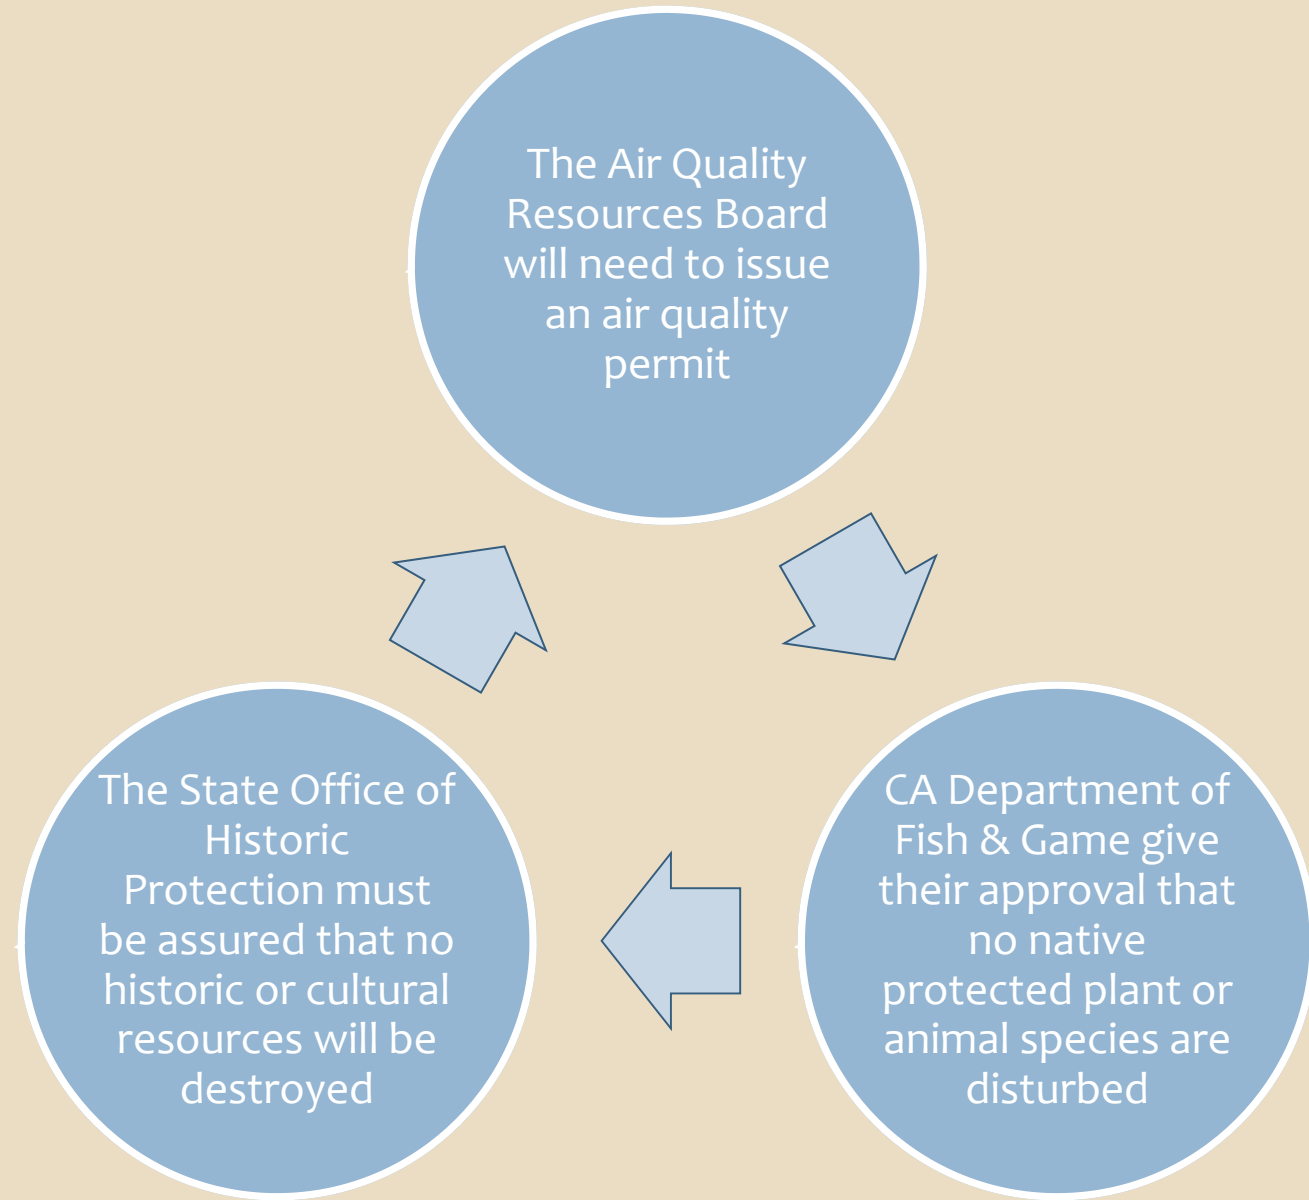 The Air Quality
Resources Board
will need to issue
an air quality
permit
CA Department of
Fish & Game give
their approval that
no native
protected plant or
animal species are
disturbed
The State Office of
Historic
Protection must
be assured that no
historic or cultural
resources will be
destroyed